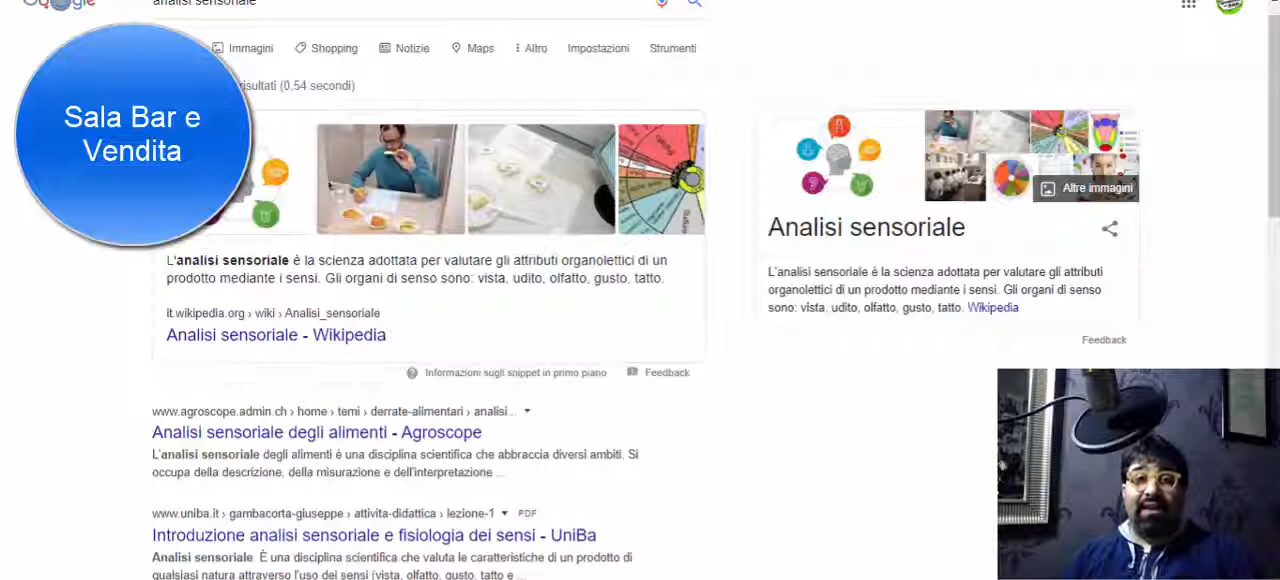 Google
analisi sensoriale
Immagini Shopping Notizie Maps Altro Impostazioni Strumenti
risultati (0,54 secondi)
Sala Bar e
Vendita
L'analisi sensoriale è la scienza adottata per valutare gli attributi organolettici di un
prodotto mediante i sensi. Gli organi di senso sono: vista, udito, olfatto, gusto, tatto.
it.wikipedia.org › wiki › Analisi_sensoriale
Analisi sensoriale - Wikipedia
Informazioni sugli snippet in primo piano Feedback
www.agroscope.admin.ch › home › temi › derrate-alimentari › analisi...
Analisi sensoriale degli alimenti - Agroscope
L'analisi sensoriale degli alimenti è una disciplina scientifica che abbraccia diversi ambiti. Si
occupa della descrizione, della misurazione e dell'interpretazione ...
www.uniba.it › gambacorta-giuseppe › attivita-didattica › lezione-1 PDF
Introduzione analisi sensoriale e fisiologia dei sensi - UniBa
Analisi sensoriale. È una disciplina scientifica che valuta le caratteristiche di un prodotto di
qualsiasi natura attraverso l'uso dei sensi (vista, olfatto, gusto, tatto e ...
Altre immagini
Analisi sensoriale
L'analisi sensoriale è la scienza adottata per valutare gli attributi
organolettici di un prodotto mediante i sensi. Gli organi di senso
sono: vista, udito, olfatto, gusto, tatto. Wikipedia
Feedback